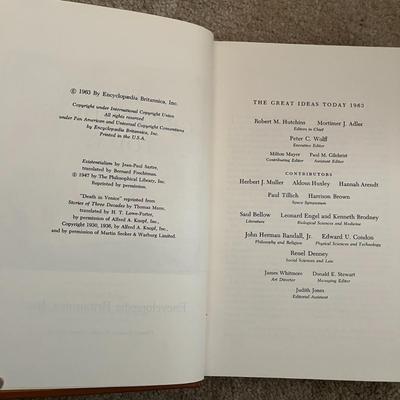 © 1963 By Encyclopædia Britannica, Inc.
Copyright under International Copyright Union
All rights reserved
under Pan American and Universal Copyright Conventions
by Encyclopædia Britannica, Inc.
Printed in the U.S.A.
Existentialism by Jean-Paul Sartre,
translated by Bernard Frechtman.
© 1947 by The Philosophical Library, Inc.
Reprinted by permission.
"Death in Venice" reprinted from
Stories of Three Decades by Thomas Mann,
translated by H. T. Lowe-Porter,
by permission of Alfred A. Knopf, Inc.,
Copyright 1930, 1936, by Alfred A. Knopf, Inc.
and by permission of Martin Secker & Warburg Limited.
THE GREAT IDEAS TODAY 1963
Robert M. Hutchins Mortimer J. Adler
Editors in Chief
Peter C. Wolff
Executive Editor
Milton Mayer Paul M. Gilchrist
Contributing Editor Assistant Editor
CONTRIBUTORS
Herbert J. Muller Aldous Huxley Hannah Arendt
Paul Tillich Harrison Brown
Space Symposium
Saul Bellow Leonard Engel and Kenneth Brodney
Literature Biological Sciences and Medicine
John Herman Randall, Jr. Edward U. Condon
Philosophy and Religion Physical Sciences and Technology
Reuel Denney
Social Sciences and Law
James Whitmore Donald E. Stewart
Art Director Managing Editor
Judith Jones
Editorial Assistant